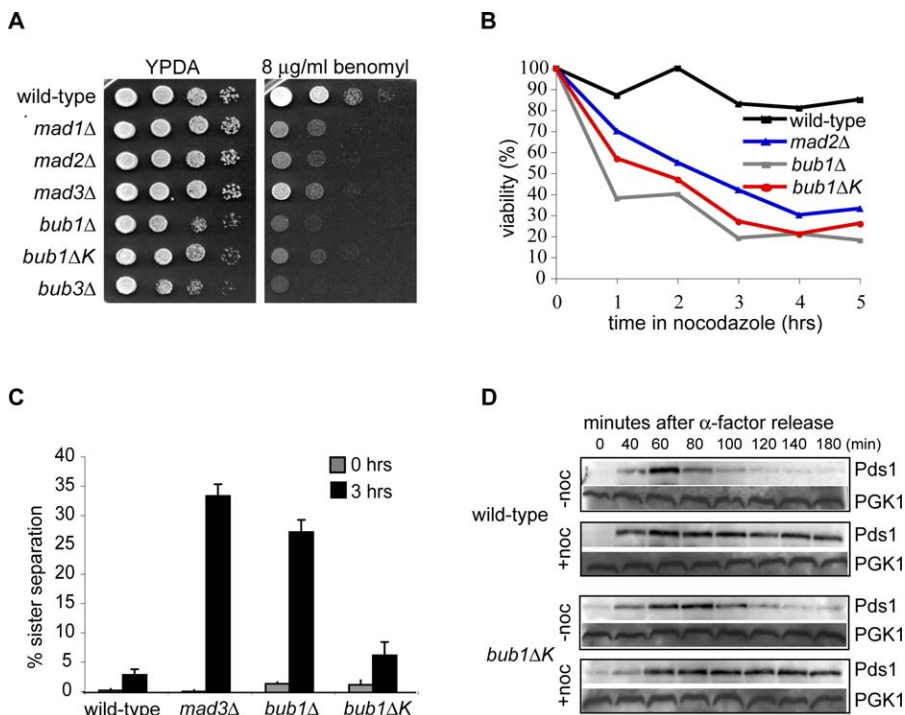 A
YPDA 8 μg/ml benomyl
wild-type
mad1Δ
mad2Δ
mad3Δ
bub1Δ
bub1ΔK
bub3Δ
B
viability (%)
100
90
80
70
60
50
40
30
20
10
0
0 1 2 3 4 5
time in nocodazole (hrs)
wild-type
mad2Δ
bub1Δ
bub1ΔK
C
% sister separation
40
35
30
25
20
15
10
5
0
0 hrs
3 hrs
wild-type mad3Δ bub1Δ bub1ΔK
D
minutes after α-factor release
0 40 60 80 100 120 140 180 (min)
wild-type
-noc
Pds1
PGK1
+noc
Pds1
PGK1
bub1ΔK
-noc
Pds1
PGK1
+noc
Pds1
PGK1